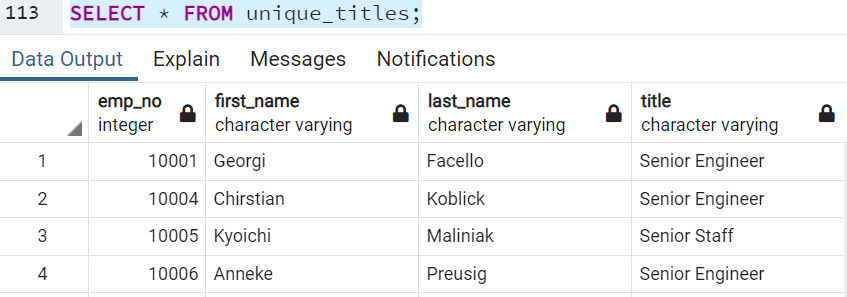 113 SELECT * FROM unique_titles;
Data Output Explain Messages Notifications
emp_no first_name last_name title
integer character varying character varying character varying
1 10001 Georgi Facello Senior Engineer
2 10004 Chirstian Koblick Senior Engineer
3 10005 Kyoichi Maliniak Senior Staff
4 10006 Anneke Preusig Senior Engineer